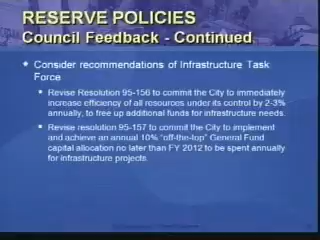 RESERVE POLICIES
Council Feedback - Continued
Consider recommendations of Infrastructure Task
Force
Revise Resolution 95-156 to commit the City to immediately
increase efficiency of all resources under its control by 2-3%
annually, to free up additional funds for infrastructure needs.
Revise resolution 95-157 to commit the City to implement
and achieve an annual 10% "off-the-top" General Fund
capital allocation no later than FY 2012 to be spent annually
for infrastructure projects.